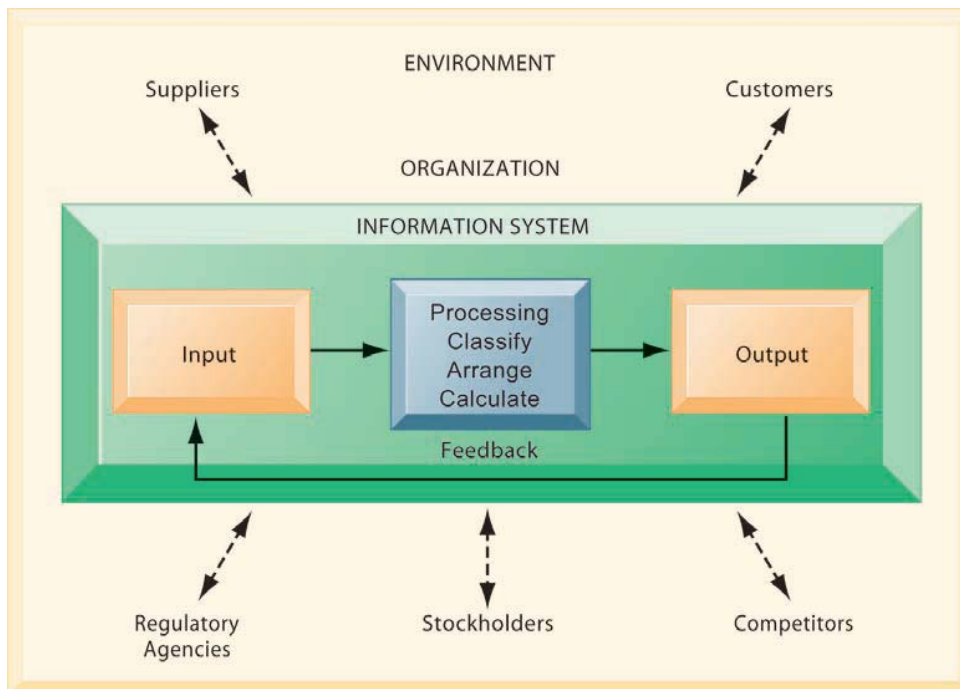 ENVIRONMENT
Suppliers
Customers
ORGANIZATION
INFORMATION SYSTEM
Input
Processing
Classify
Arrange
Calculate
Output
Feedback
Regulatory
Agencies
Stockholders
Competitors